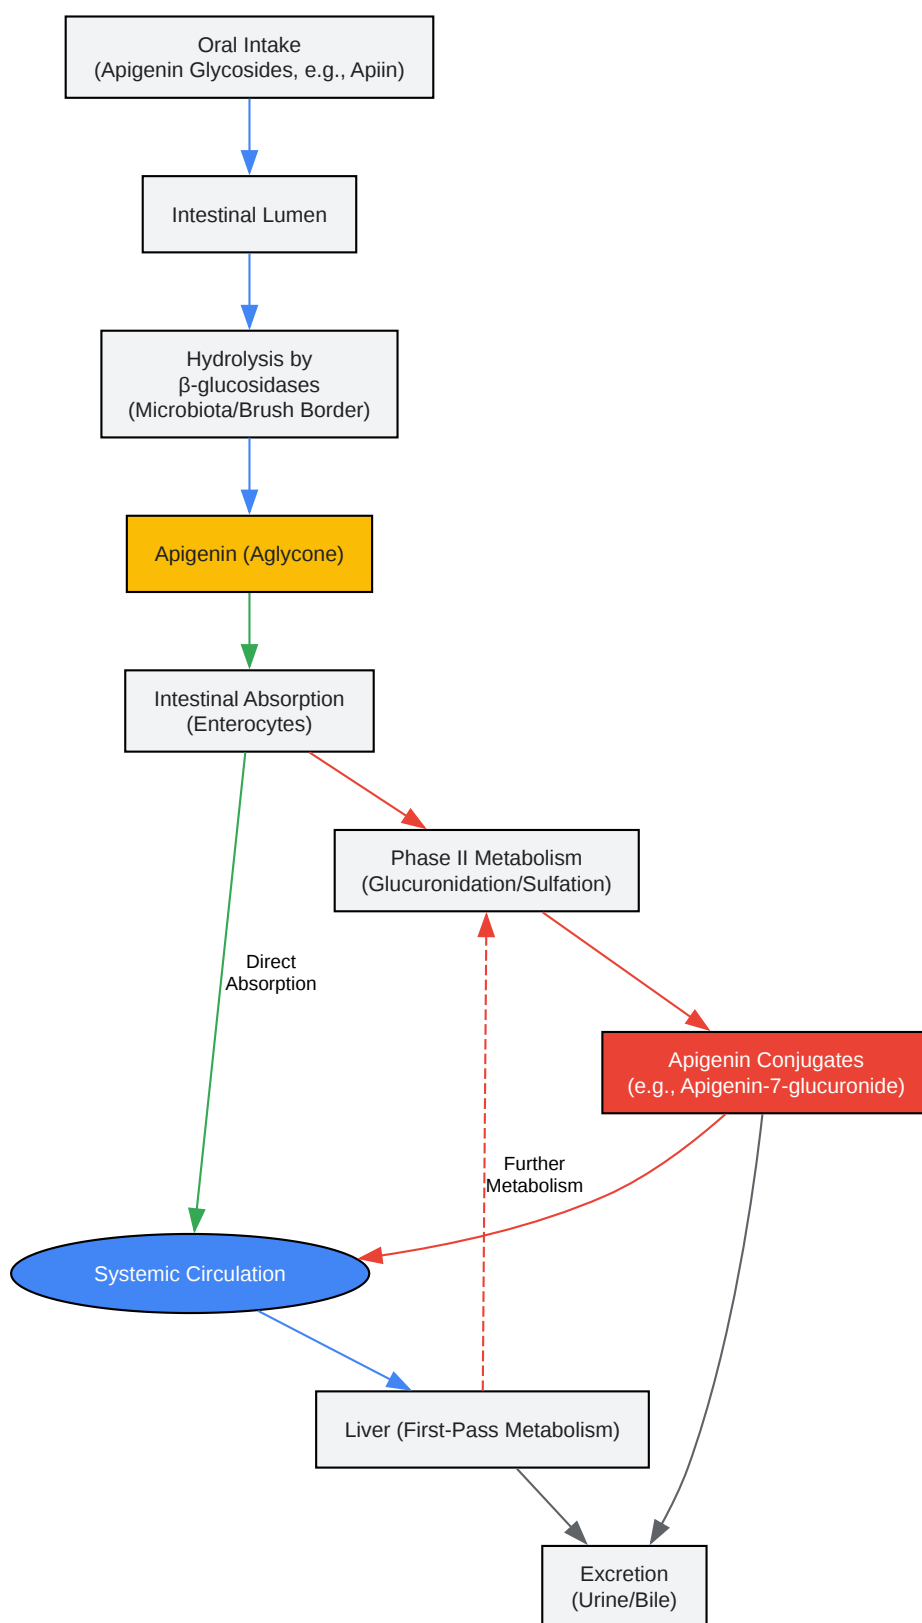 Oral Intake
(Apigenin Glycosides, e.g., Apiin)
Intestinal Lumen
Hydrolysis by
β-glucosidases
(Microbiota/Brush Border)
Apigenin (Aglycone)
Intestinal Absorption
(Enterocytes)
Phase II Metabolism
(Glucuronidation/Sulfation)
Direct
Absorption
Apigenin Conjugates
(e.g., Apigenin-7-glucuronide)
Further
Metabolism
Systemic Circulation
Liver (First-Pass Metabolism)
Excretion
(Urine/Bile)